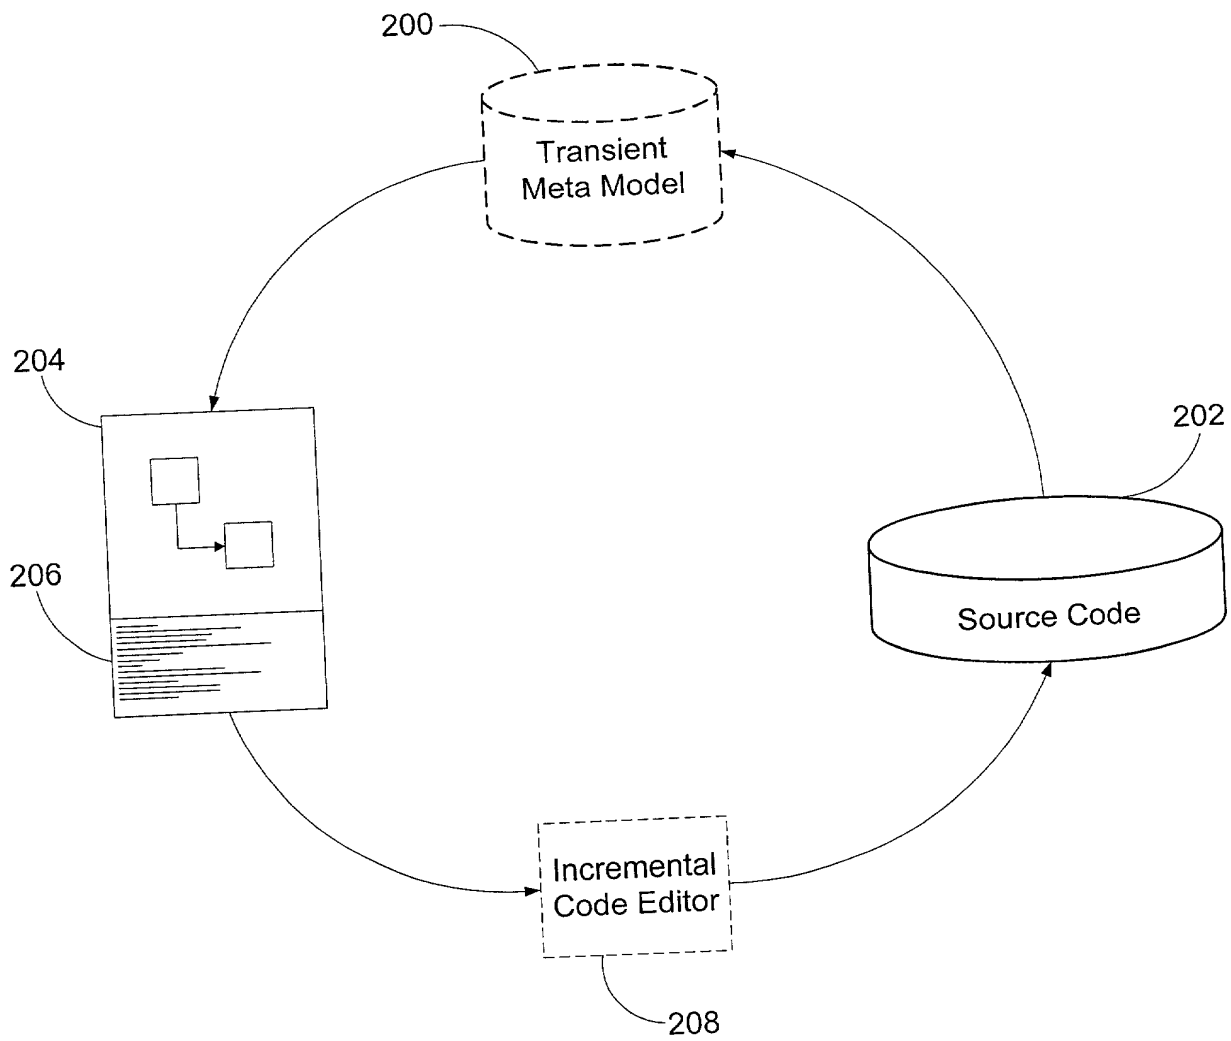 200
Transient
Meta Model
204
202
206
Source Code
Incremental
Code Editor
208